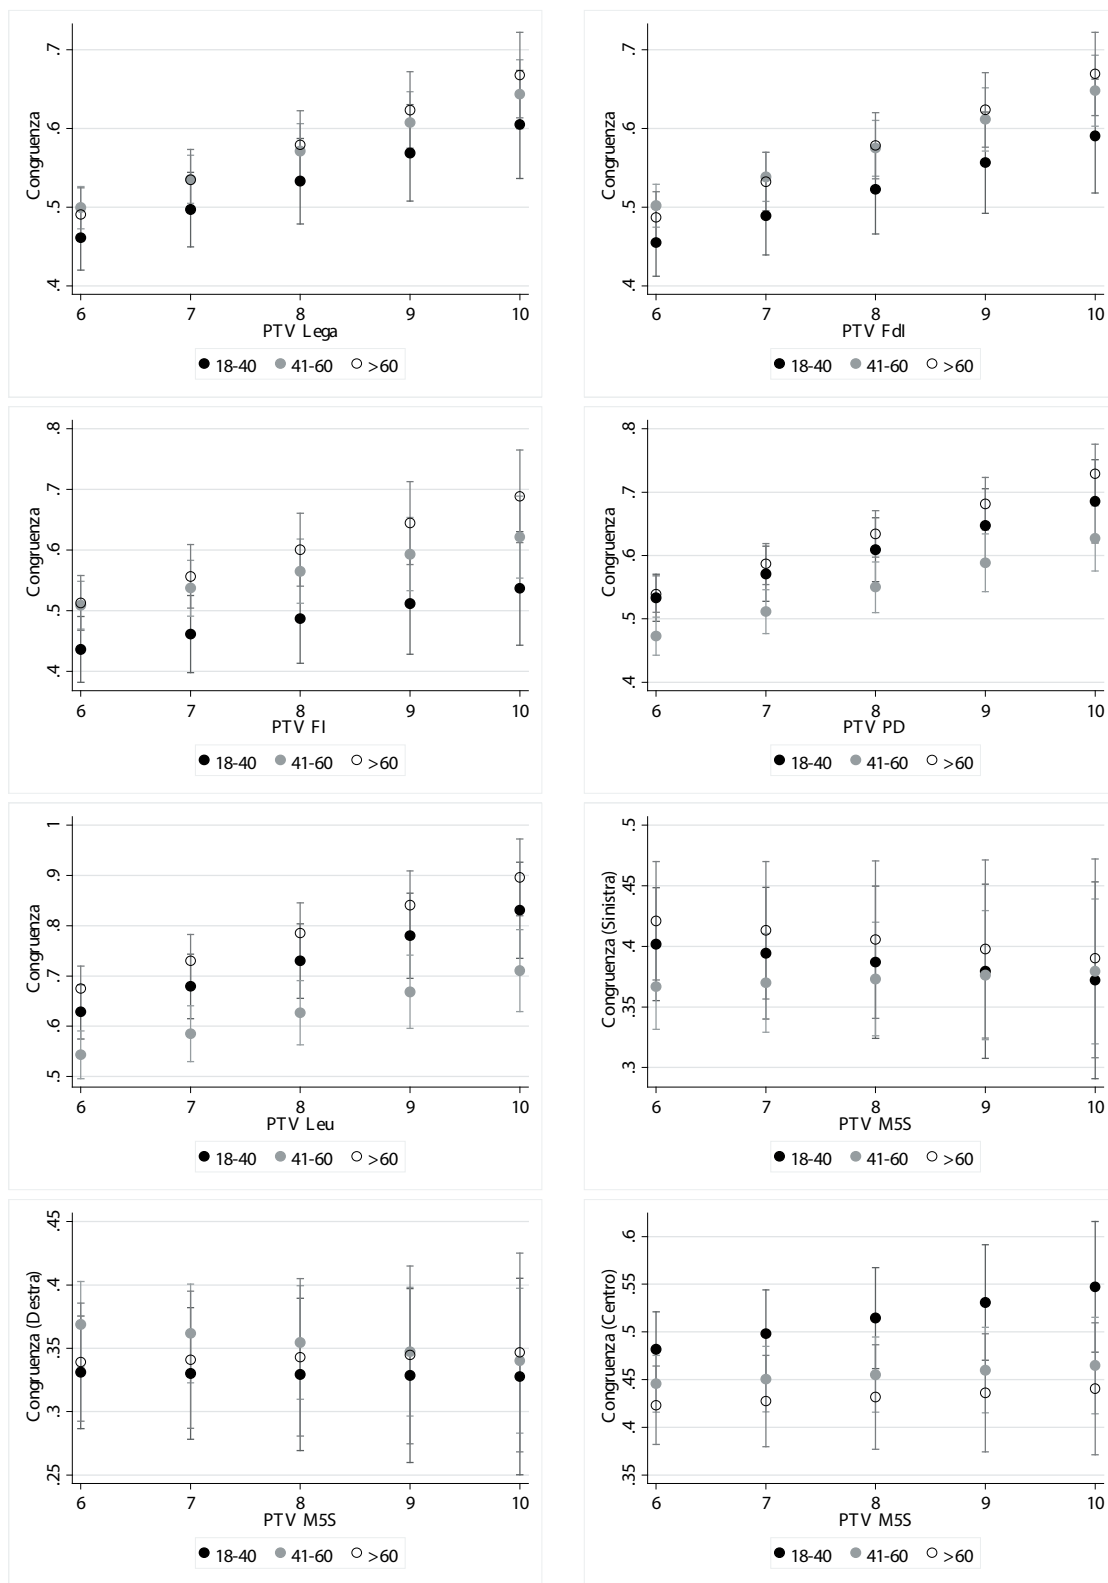 Congruenza
.7
.6
.5
.4
6 7 8 9 10
PTV Lega
18-40 41-60 >60
Congruenza
.7
.6
.5
.4
6 7 8 9 10
PTV FdI
18-40 41-60 >60
Congruenza
.8
.7
.6
.5
.4
6 7 8 9 10
PTV FI
18-40 41-60 >60
Congruenza
.8
.7
.6
.5
.4
6 7 8 9 10
PTV PD
18-40 41-60 >60
Congruenza
1
.9
.8
.7
.6
.5
6 7 8 9 10
PTV Leu
18-40 41-60 >60
Congruenza (Sinistra)
.5
.45
.4
.35
.3
6 7 8 9 10
PTV M5S
18-40 41-60 >60
Congruenza (Destra)
.45
.4
.35
.3
.25
6 7 8 9 10
PTV M5S
18-40 41-60 >60
Congruenza (Centro)
.6
.55
.5
.45
.4
.35
6 7 8 9 10
PTV M5S
18-40 41-60 >60